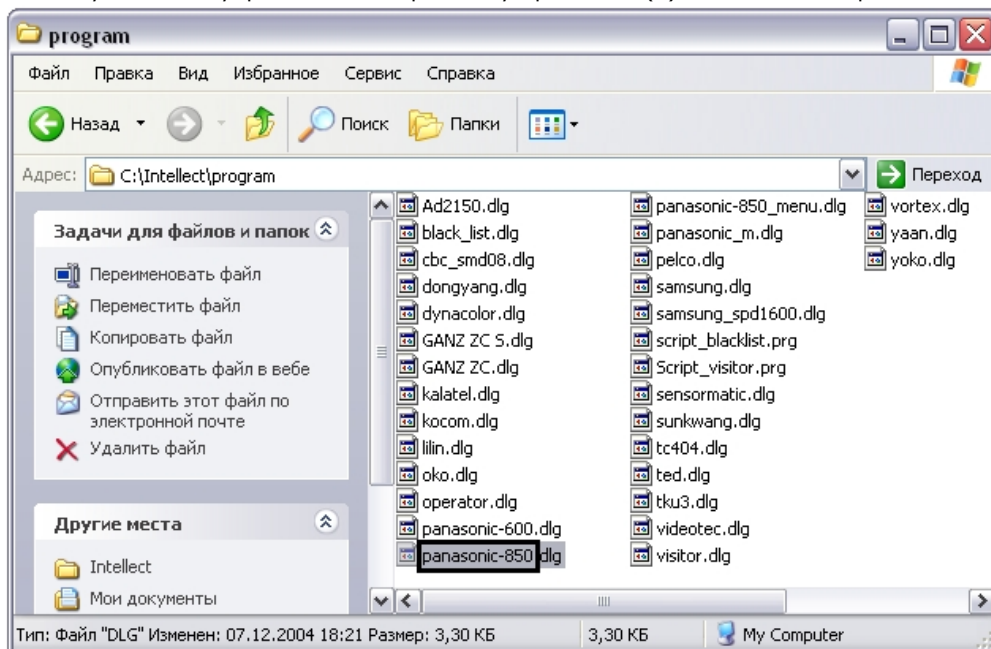 program
Файл Правка Вид Избранное Сервис Справка
Назад Поиск Папки
Адрес: C:\Intellect\program Переход
Задачи для файлов и папок
Переименовать файл
Переместить файл
Копировать файл
Опубликовать файл в вебе
Отправить этот файл по
электронной почте
Удалить файл
Другие места
Intellect
Мои документы
Ad2150.dlg
black_list.dlg
cbc_smd08.dlg
dongyang.dlg
dynacolor.dlg
GANZ ZC S.dlg
GANZ ZC.dlg
kalatel.dlg
kocom.dlg
lilin.dlg
oko.dlg
operator.dlg
panasonic-600.dlg
panasonic-850.dlg
panasonic-850_menu.dlg
panasonic_m.dlg
pelco.dlg
samsung.dlg
samsung_spd1600.dlg
script_blacklist.prg
Script_visitor.prg
sensormatic.dlg
sunkwang.dlg
tc404.dlg
ted.dlg
tku3.dlg
videotec.dlg
visitor.dlg
vortex.dlg
yaan.dlg
yoko.dlg
Тип: Файл "DLG" Изменен: 07.12.2004 18:21 Размер: 3,30 КБ 3,30 КБ My Computer